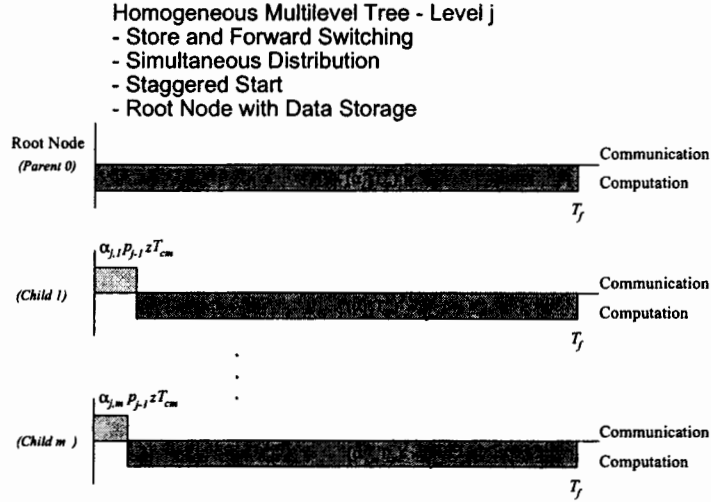 Homogeneous Multilevel Tree - Level j
- Store and Forward Switching
- Simultaneous Distribution
- Staggered Start
- Root Node with Data Storage
Root Node
(Parent 0)
Communication
Computation
T_f
α_{j,1} p_{j-1} z T_{cm}
(Child 1)
Communication
Computation
T_f
α_{j,m} p_{j-1} z T_{cm}
(Child m )
Communication
Computation
T_f